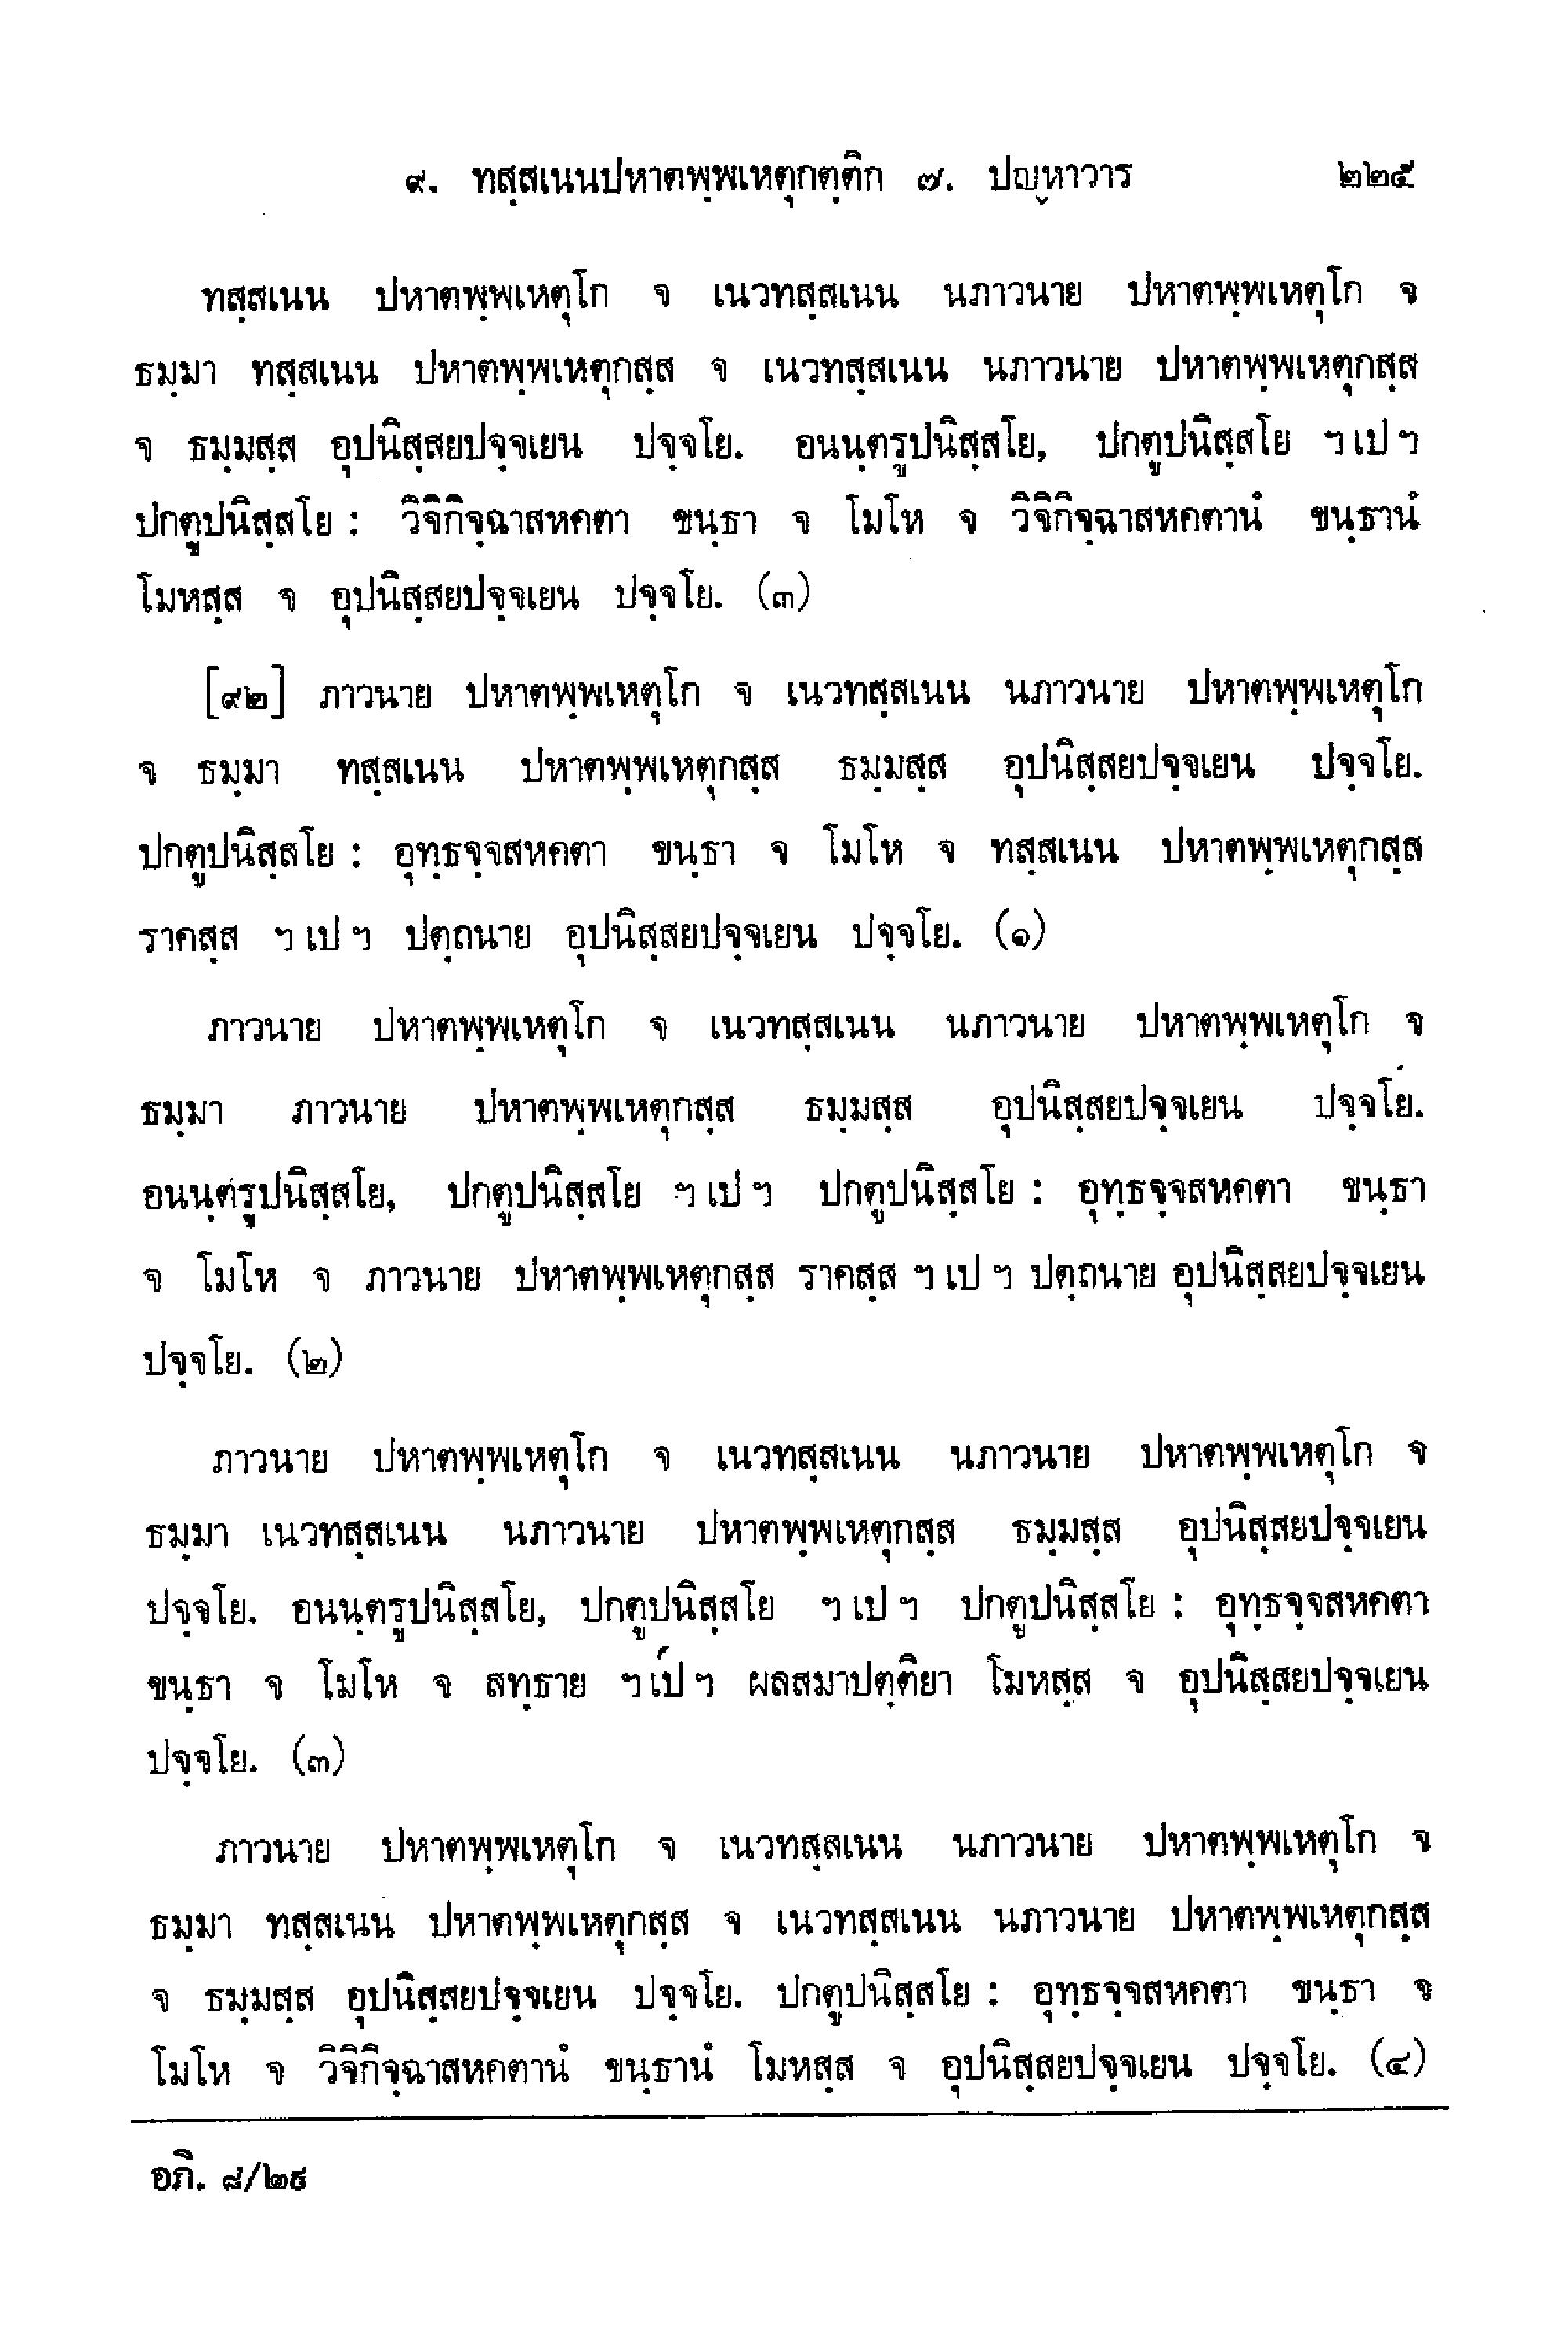 ๙. ทสฺสเนนปหาตพฺพเหตุกตฺติก ๗. ปญฺหาวาร ๒๒๕
ทสฺสเนน ปหาตพฺพเหตุโก จ เนวทสฺสเนน นภาวนาย ปหาตพฺพเหตุโก จ
ธมฺมา ทสฺสเนน ปหาตพฺพเหตุกสฺส จ เนวทสฺสเนน นภาวนาย ปหาตพฺพเหตุกสฺส
จ ธมฺมสฺส อุปนิสฺสยปจฺจเยน ปจฺจโย. อนนฺตรูปนิสฺสโย, ปกตูปนิสฺสโย ฯ เป ฯ
ปกตูปนิสฺสโย : วิจิกิจฺฉาสหคตา ขนฺธา จ โมโห จ วิจิกิจฺฉาสหคตานํ ขนฺธานํ
โมหสฺส จ อุปนิสฺสยปจฺจเยน ปจฺจโย. (๓)
[๙๒] ภาวนาย ปหาตพฺพเหตุโก จ เนวทสฺสเนน นภาวนาย ปหาตพฺพเหตุโก
จ ธมฺมา ทสฺสเนน ปหาตพฺพเหตุกสฺส ธมฺมสฺส อุปนิสฺสยปจฺจเยน ปจฺจโย.
ปกตูปนิสฺสโย : อุทฺธจฺจสหคตา ขนฺธา จ โมโห จ ทสฺสเนน ปหาตพฺพเหตุกสฺส
ราคสฺส ฯ เป ฯ ปตฺถนาย อุปนิสฺสยปจฺจเยน ปจฺจโย. (๑)
ภาวนาย ปหาตพฺพเหตุโก จ เนวทสฺสเนน นภาวนาย ปหาตพฺพเหตุโก จ
ธมฺมา ภาวนาย ปหาตพฺพเหตุกสฺส ธมฺมสฺส อุปนิสฺสยปจฺจเยน ปจฺจโย.
อนนฺตรูปนิสฺสโย, ปกตูปนิสฺสโย ฯ เป ฯ ปกตูปนิสฺสโย : อุทฺธจฺจสหคตา ขนฺธา
จ โมโห จ ภาวนาย ปหาตพฺพเหตุกสฺส ราคสฺส ฯ เป ฯ ปตฺถนาย อุปนิสฺสยปจฺจเยน
ปจฺจโย. (๒)
ภาวนาย ปหาตพฺพเหตุโก จ เนวทสฺสเนน นภาวนาย ปหาตพฺพเหตุโก จ
ธมฺมา เนวทสฺสเนน นภาวนาย ปหาตพฺพเหตุกสฺส ธมฺมสฺส อุปนิสฺสยปจฺจเยน
ปจฺจโย. อนนฺตรูปนิสฺสโย, ปกตูปนิสฺสโย ฯ เป ฯ ปกตูปนิสฺสโย : อุทฺธจฺจสหคตา
ขนฺธา จ โมโห จ สทฺธาย ฯ เป ฯ ผลสมาปตฺติยา โมหสฺส จ อุปนิสฺสยปจฺจเยน
ปจฺจโย. (๓)
ภาวนาย ปหาตพฺพเหตุโก จ เนวทสฺสเนน นภาวนาย ปหาตพฺพเหตุโก จ
ธมฺมา ทสฺสเนน ปหาตพฺพเหตุกสฺส จ เนวทสฺสเนน นภาวนาย ปหาตพฺพเหตุกสฺส
จ ธมฺมสฺส อุปนิสฺสยปจฺจเยน ปจฺจโย. ปกตูปนิสฺสโย : อุทฺธจฺจสหคตา ขนฺธา จ
โมโห จ วิจิกิจฺฉาสหคตานํ ขนฺธานํ โมหสฺส จ อุปนิสฺสยปจฺจเยน ปจฺจโย. (๔)
อภิ. ๘/๒๙